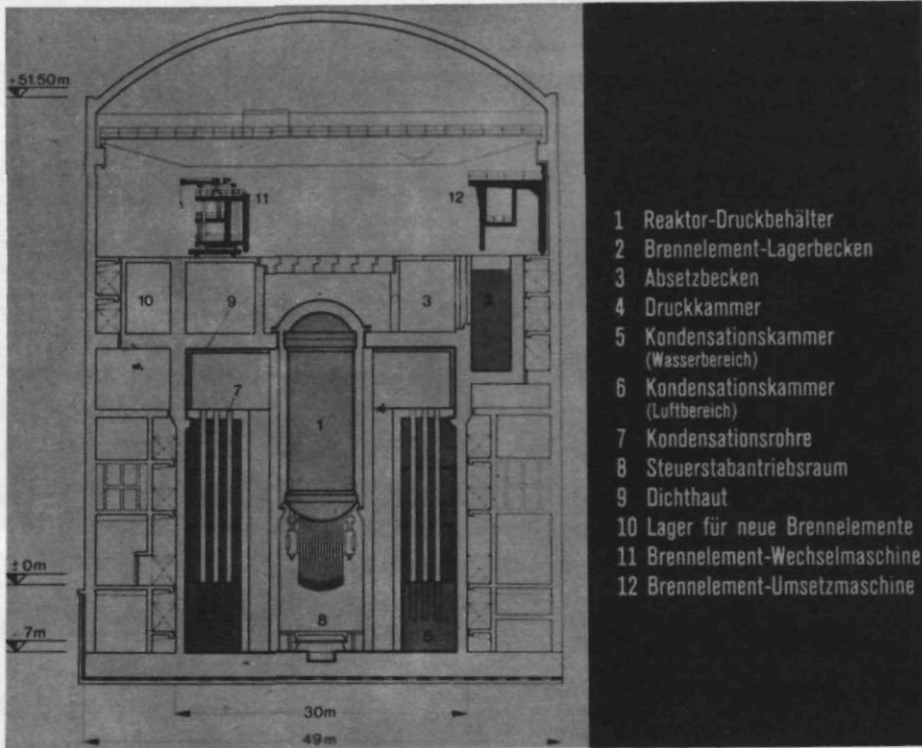 +51.50m
11
12
10
9
3
2
7
4
1
±0m
8
- 7m
5
30m
49m
1 Reaktor-Druckbehälter
2 Brennelement-Lagerbecken
3 Absetzbecken
4 Druckkammer
5 Kondensationskammer
(Wasserbereich)
6 Kondensationskammer
(Luftbereich)
7 Kondensationsrohre
8 Steuerstabantriebsraum
9 Dichthaut
10 Lager für neue Brennelemente
11 Brennelement-Wechselmaschine
12 Brennelement-Umsetzmaschine